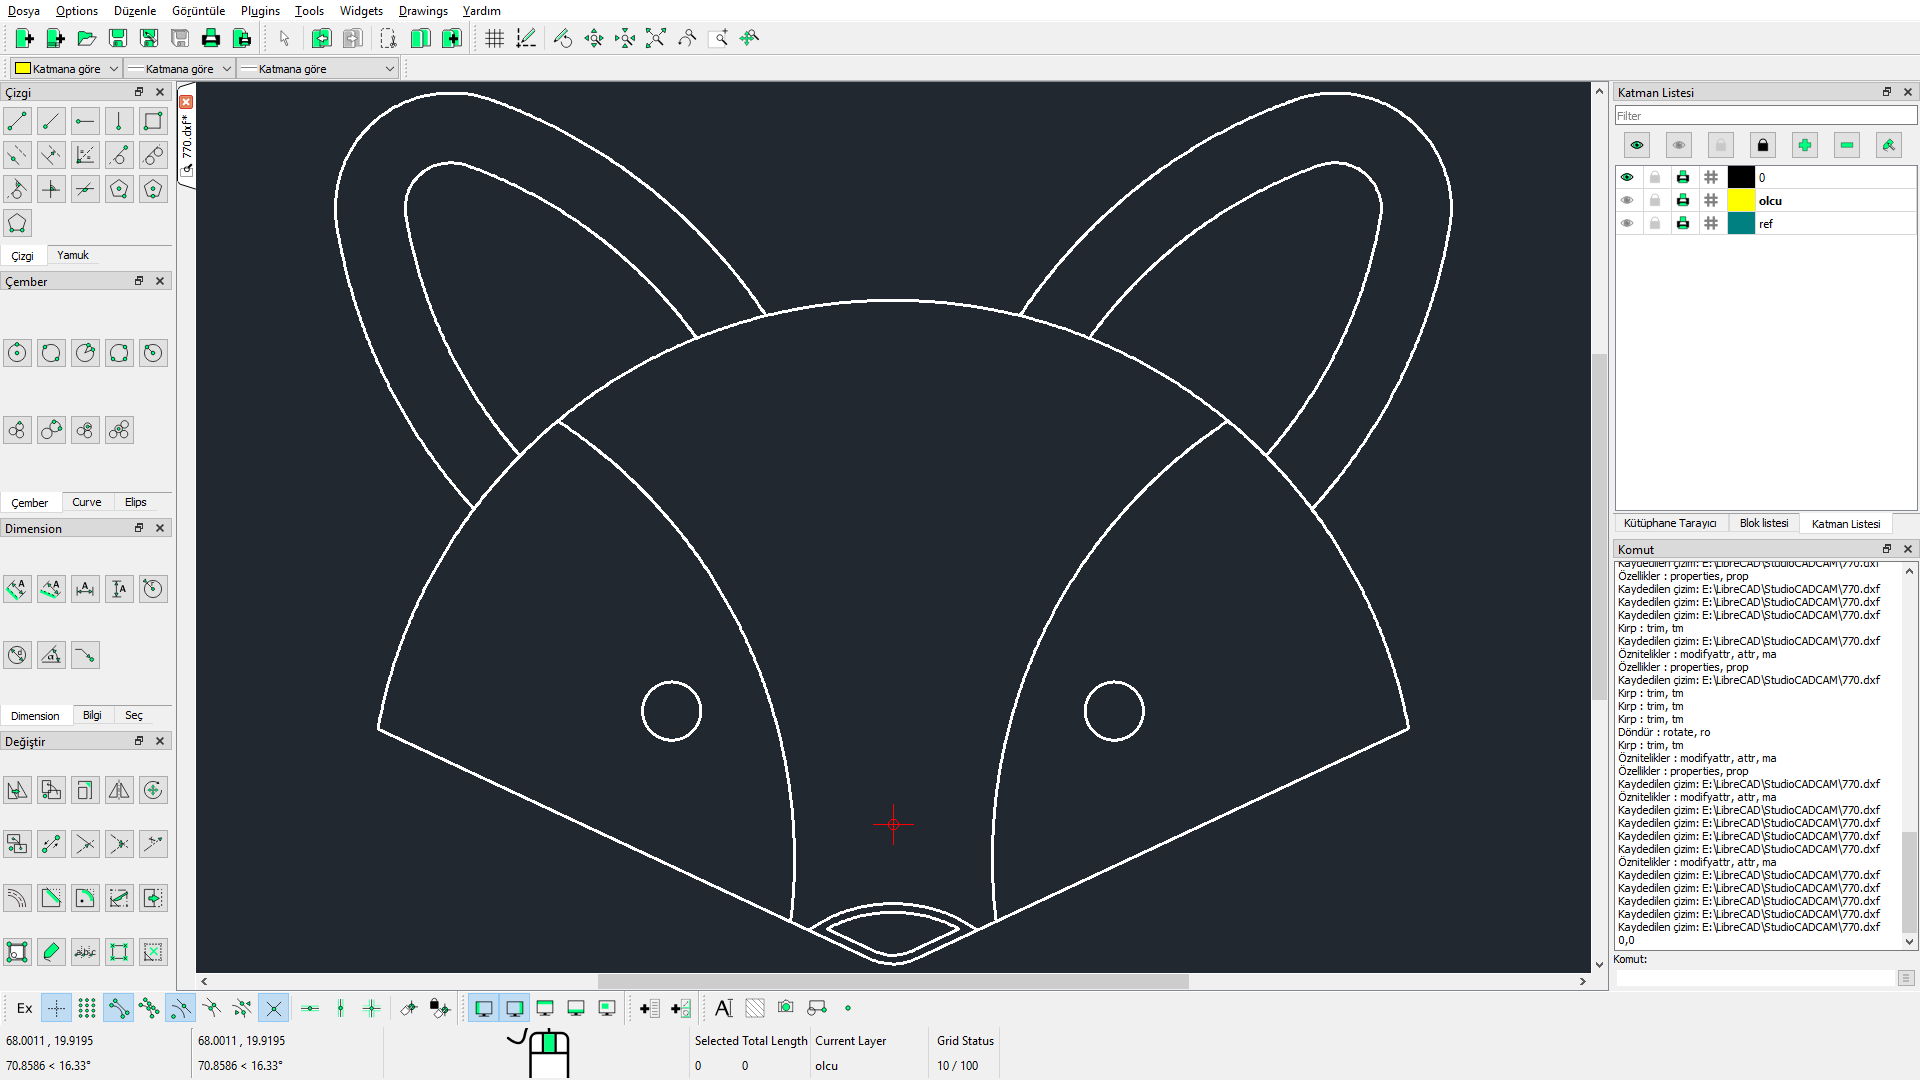 Dosya Options Düzenle Görüntüle Plugins Tools Widgets Drawings Yardım
Katmana göre Katmana göre Katmana göre
Çizgi
770.dxf*
Çizgi Yamuk
Çember
Çember Curve Elips
Dimension
Dimension Bilgi Seç
Değiştir
Katman Listesi
Filter
0
olcu
ref
Kütüphane Tarayıcı Blok listesi Katman Listesi
Komut
Kaydedilen çizim: E:\LibreCAD\StudioCADCAM\770.dxf
Özellikler : properties, prop
Kaydedilen çizim: E:\LibreCAD\StudioCADCAM\770.dxf
Kaydedilen çizim: E:\LibreCAD\StudioCADCAM\770.dxf
Kaydedilen çizim: E:\LibreCAD\StudioCADCAM\770.dxf
Kırp : trim, tm
Kaydedilen çizim: E:\LibreCAD\StudioCADCAM\770.dxf
Öznitelikler : modifyattr, attr, ma
Özellikler : properties, prop
Kaydedilen çizim: E:\LibreCAD\StudioCADCAM\770.dxf
Kırp : trim, tm
Kırp : trim, tm
Kırp : trim, tm
Döndür : rotate, ro
Kırp : trim, tm
Öznitelikler : modifyattr, attr, ma
Özellikler : properties, prop
Kaydedilen çizim: E:\LibreCAD\StudioCADCAM\770.dxf
Öznitelikler : modifyattr, attr, ma
Kaydedilen çizim: E:\LibreCAD\StudioCADCAM\770.dxf
Kaydedilen çizim: E:\LibreCAD\StudioCADCAM\770.dxf
Kaydedilen çizim: E:\LibreCAD\StudioCADCAM\770.dxf
Kaydedilen çizim: E:\LibreCAD\StudioCADCAM\770.dxf
Öznitelikler : modifyattr, attr, ma
Kaydedilen çizim: E:\LibreCAD\StudioCADCAM\770.dxf
Kaydedilen çizim: E:\LibreCAD\StudioCADCAM\770.dxf
Kaydedilen çizim: E:\LibreCAD\StudioCADCAM\770.dxf
Kaydedilen çizim: E:\LibreCAD\StudioCADCAM\770.dxf
Kaydedilen çizim: E:\LibreCAD\StudioCADCAM\770.dxf
0,0
Komut:
Ex
68.0011 , 19.9195 68.0011 , 19.9195 Selected Total Length Current Layer Grid Status
70.8586 < 16.33° 70.8586 < 16.33° 0 0 olcu 10 / 100